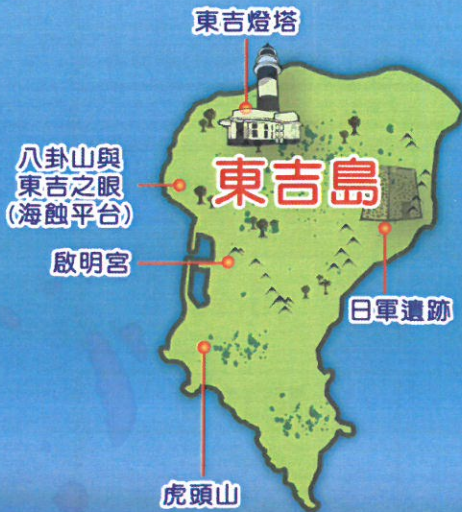 東吉燈塔
東吉島
八卦山與
東吉之眼
(海蝕平台)
啟明宮
日軍遺跡
虎頭山